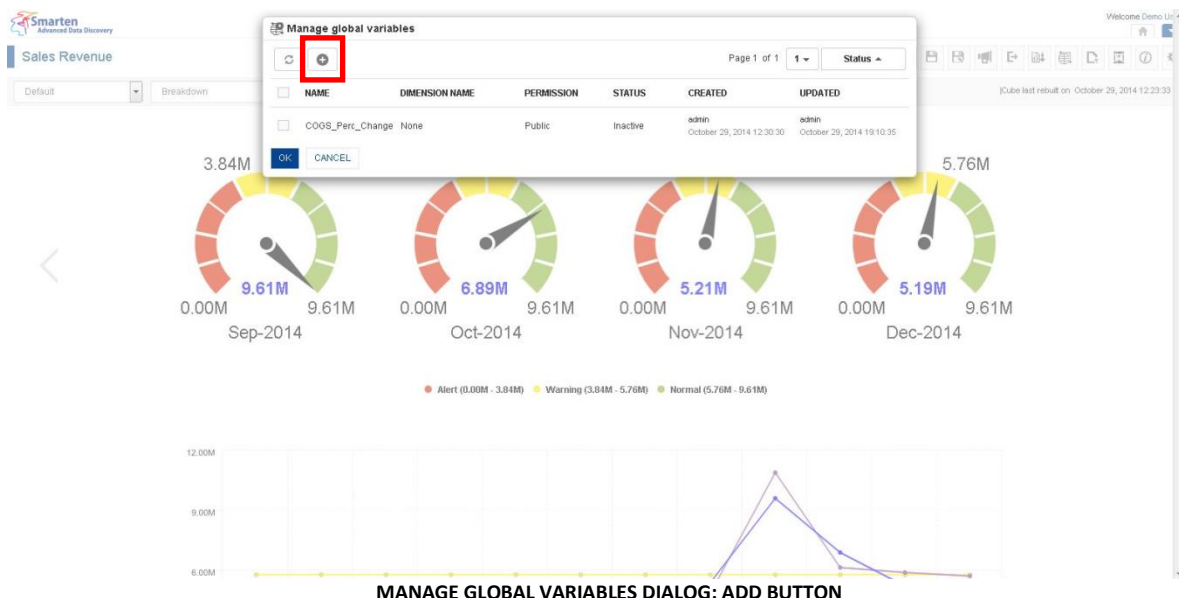 Smarten
Advanced Data Discovery
Welcome Demo Us
Sales Revenue
Manage global variables
Page 1 of 1 1 Status
NAME DIMENSION NAME PERMISSION STATUS CREATED UPDATED
COGS_Perc_Change None Public Inactive admin October 29, 2014 12:30:30 admin October 29, 2014 19:10:35
OK CANCEL
Default Breakdown
|Cube last rebuilt on October 29, 2014 12:23:33
3.84M 5.76M
9.61M 6.89M 5.21M 5.19M
0.00M 9.61M 0.00M 9.61M 0.00M 9.61M 0.00M 9.61M
Sep-2014 Oct-2014 Nov-2014 Dec-2014
Alert (0.00M - 3.84M) Warning (3.84M - 5.76M) Normal (5.76M - 9.61M)
12.00M
9.00M
6.00M
MANAGE GLOBAL VARIABLES DIALOG: ADD BUTTON